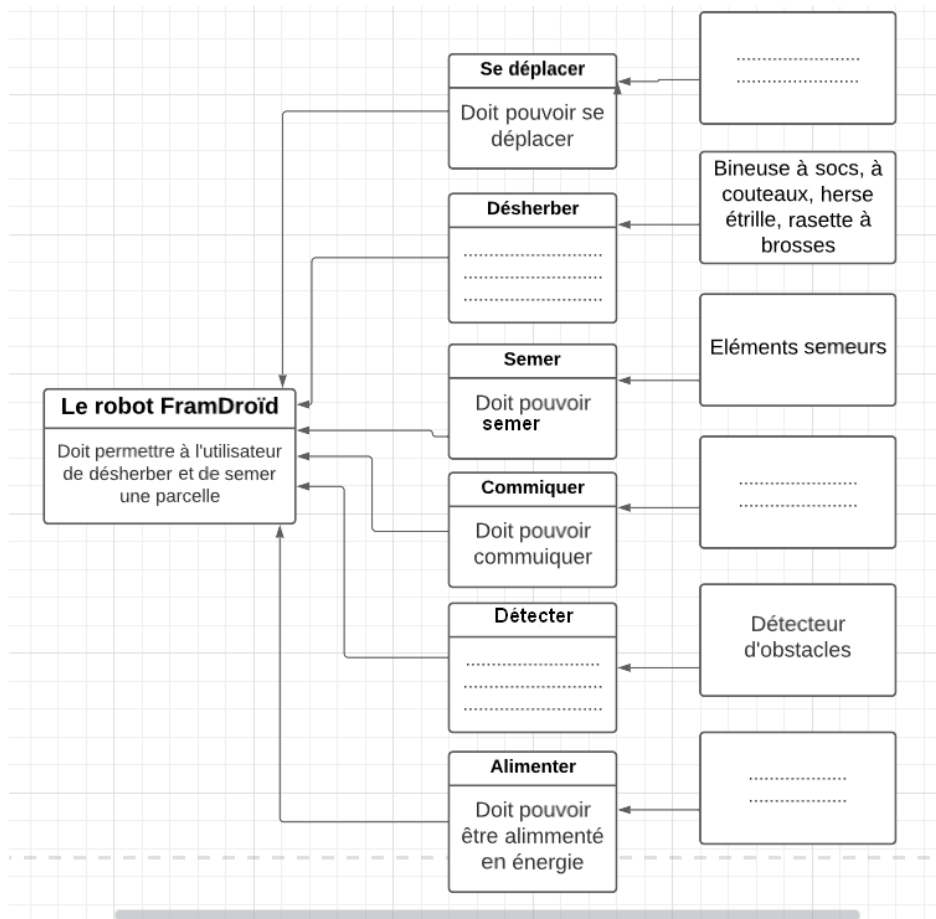 Se déplacer
Doit pouvoir se
déplacer
..............................
..............................
Désherber
..............................
..............................
..............................
Bineuse à socs, à
couteaux, herse
étrille, rasette à
brosses
Semer
Doit pouvoir
semer
Eléments semeurs
Le robot FramDroïd
Doit permettre à l'utilisateur
de désherber et de semer
une parcelle
Commiquer
Doit pouvoir
commuiquer
..............................
..............................
Détecter
..............................
..............................
..............................
Détecteur
d'obstacles
Alimenter
Doit pouvoir
être alimmenté
en énergie
..............................
..............................